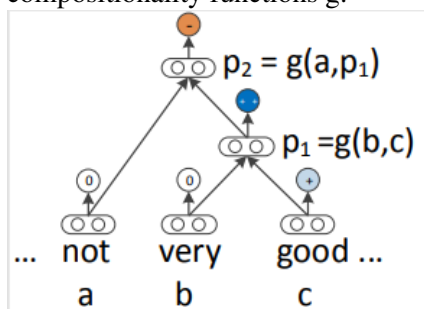 compositionality functions g.
-
p2 = g(a,p1)
+ +
p1 =g(b,c)
0 0 +
... not very good ...
a b c